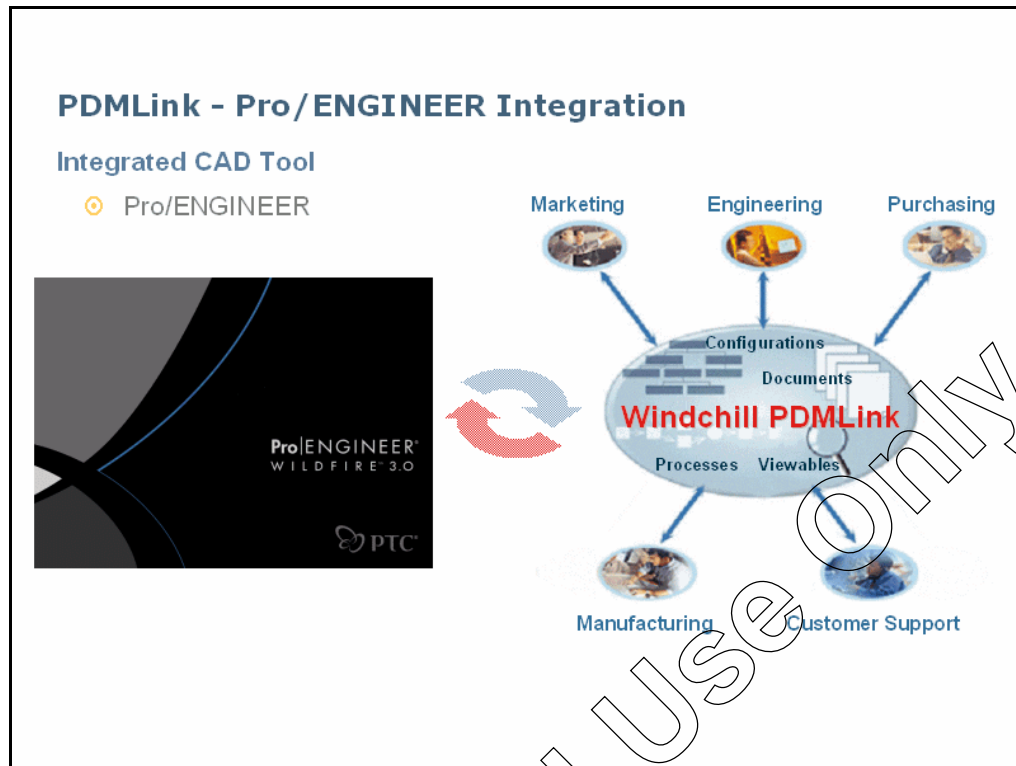 PDMLink - Pro/ENGINEER Integration
Integrated CAD Tool
Pro/ENGINEER
Marketing
Engineering
Purchasing
Configurations
Documents
Windchill PDMLink
Processes
Viewables
Manufacturing
Customer Support
Pro|ENGINEER®
WILDFIRE™ 3.0
PTC®
Use Only